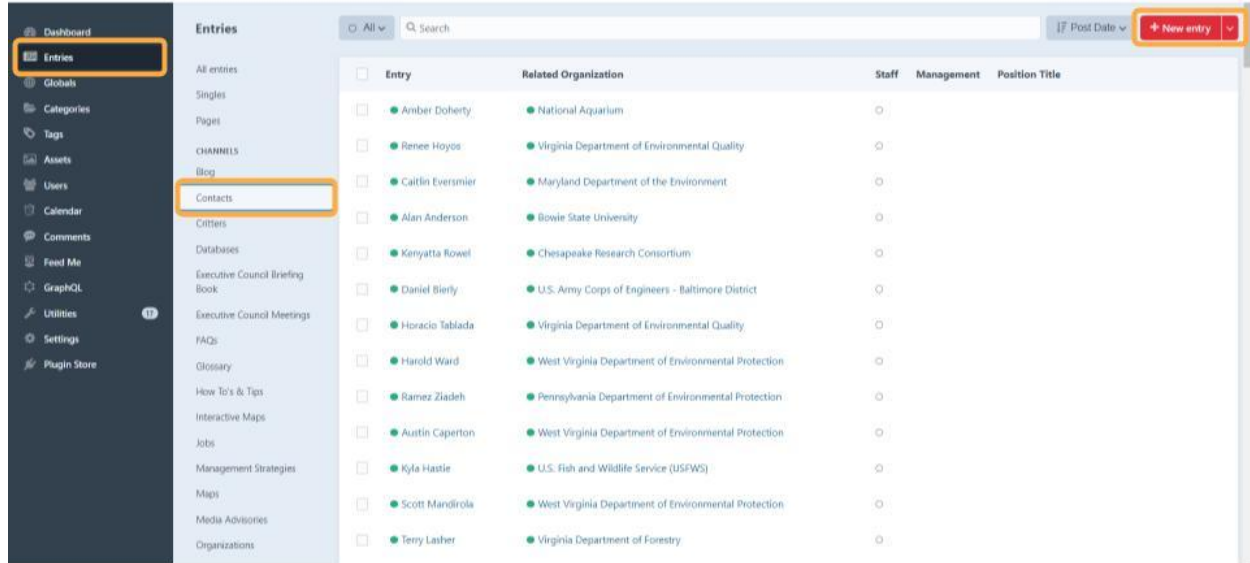 Dashboard
Entries
Globals
Categories
Tags
Assets
Users
Calendar
Comments
Feed Me
GraphQL
Utilities 17
Settings
Plugin Store
Entries
All entries
Singles
Pages
CHANNELS
Blog
Contacts
Critters
Databases
Executive Council Briefing
Book
Executive Council Meetings
FAQs
Glossary
How To's & Tips
Interactive Maps
Jobs
Management Strategies
Maps
Media Advisories
Organizations
All Search Post Date + New entry
Entry Related Organization Staff Management Position Title
Amber Doherty National Aquarium
Renee Hoyos Virginia Department of Environmental Quality
Caitlin Eversmier Maryland Department of the Environment
Alan Anderson Bowie State University
Kenyatta Rowel Chesapeake Research Consortium
Daniel Bierly U.S. Army Corps of Engineers - Baltimore District
Horacio Tablada Virginia Department of Environmental Quality
Harold Ward West Virginia Department of Environmental Protection
Ramez Ziadeh Pennsylvania Department of Environmental Protection
Austin Caperton West Virginia Department of Environmental Protection
Kyla Hastie U.S. Fish and Wildlife Service (USFWS)
Scott Mandirola West Virginia Department of Environmental Protection
Terry Lasher Virginia Department of Forestry